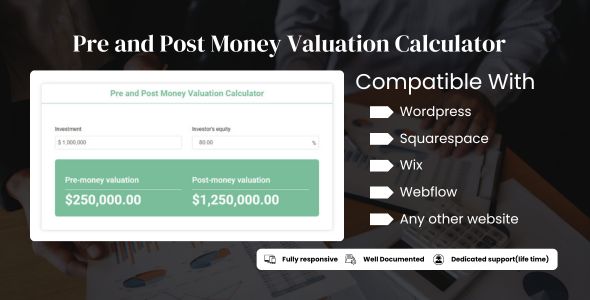 Pre and Post Money Valuation Calculator
Pre and Post Money Valuation Calculator
Investment
Investor's equity
$ 1,000,000
80.00 %
Pre-money valuation
Post-money valuation
$250,000.00
$1,250,000.00
Compatible With
Wordpress
Squarespace
Wix
Webflow
Any other website
Fully responsive
Well Documented
Dedicated support(life time)